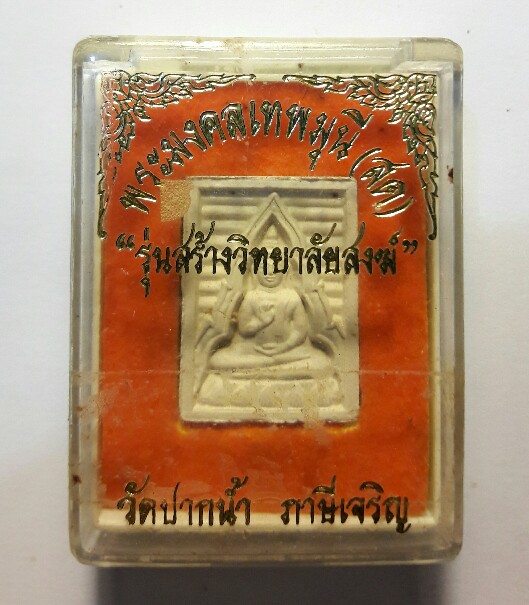 พระมงคลเทพมุนี (สด)
“รุ่นสร้างวิทยาลัยสงฆ์”
วัดปากน้ำ ภาษีเจริญ